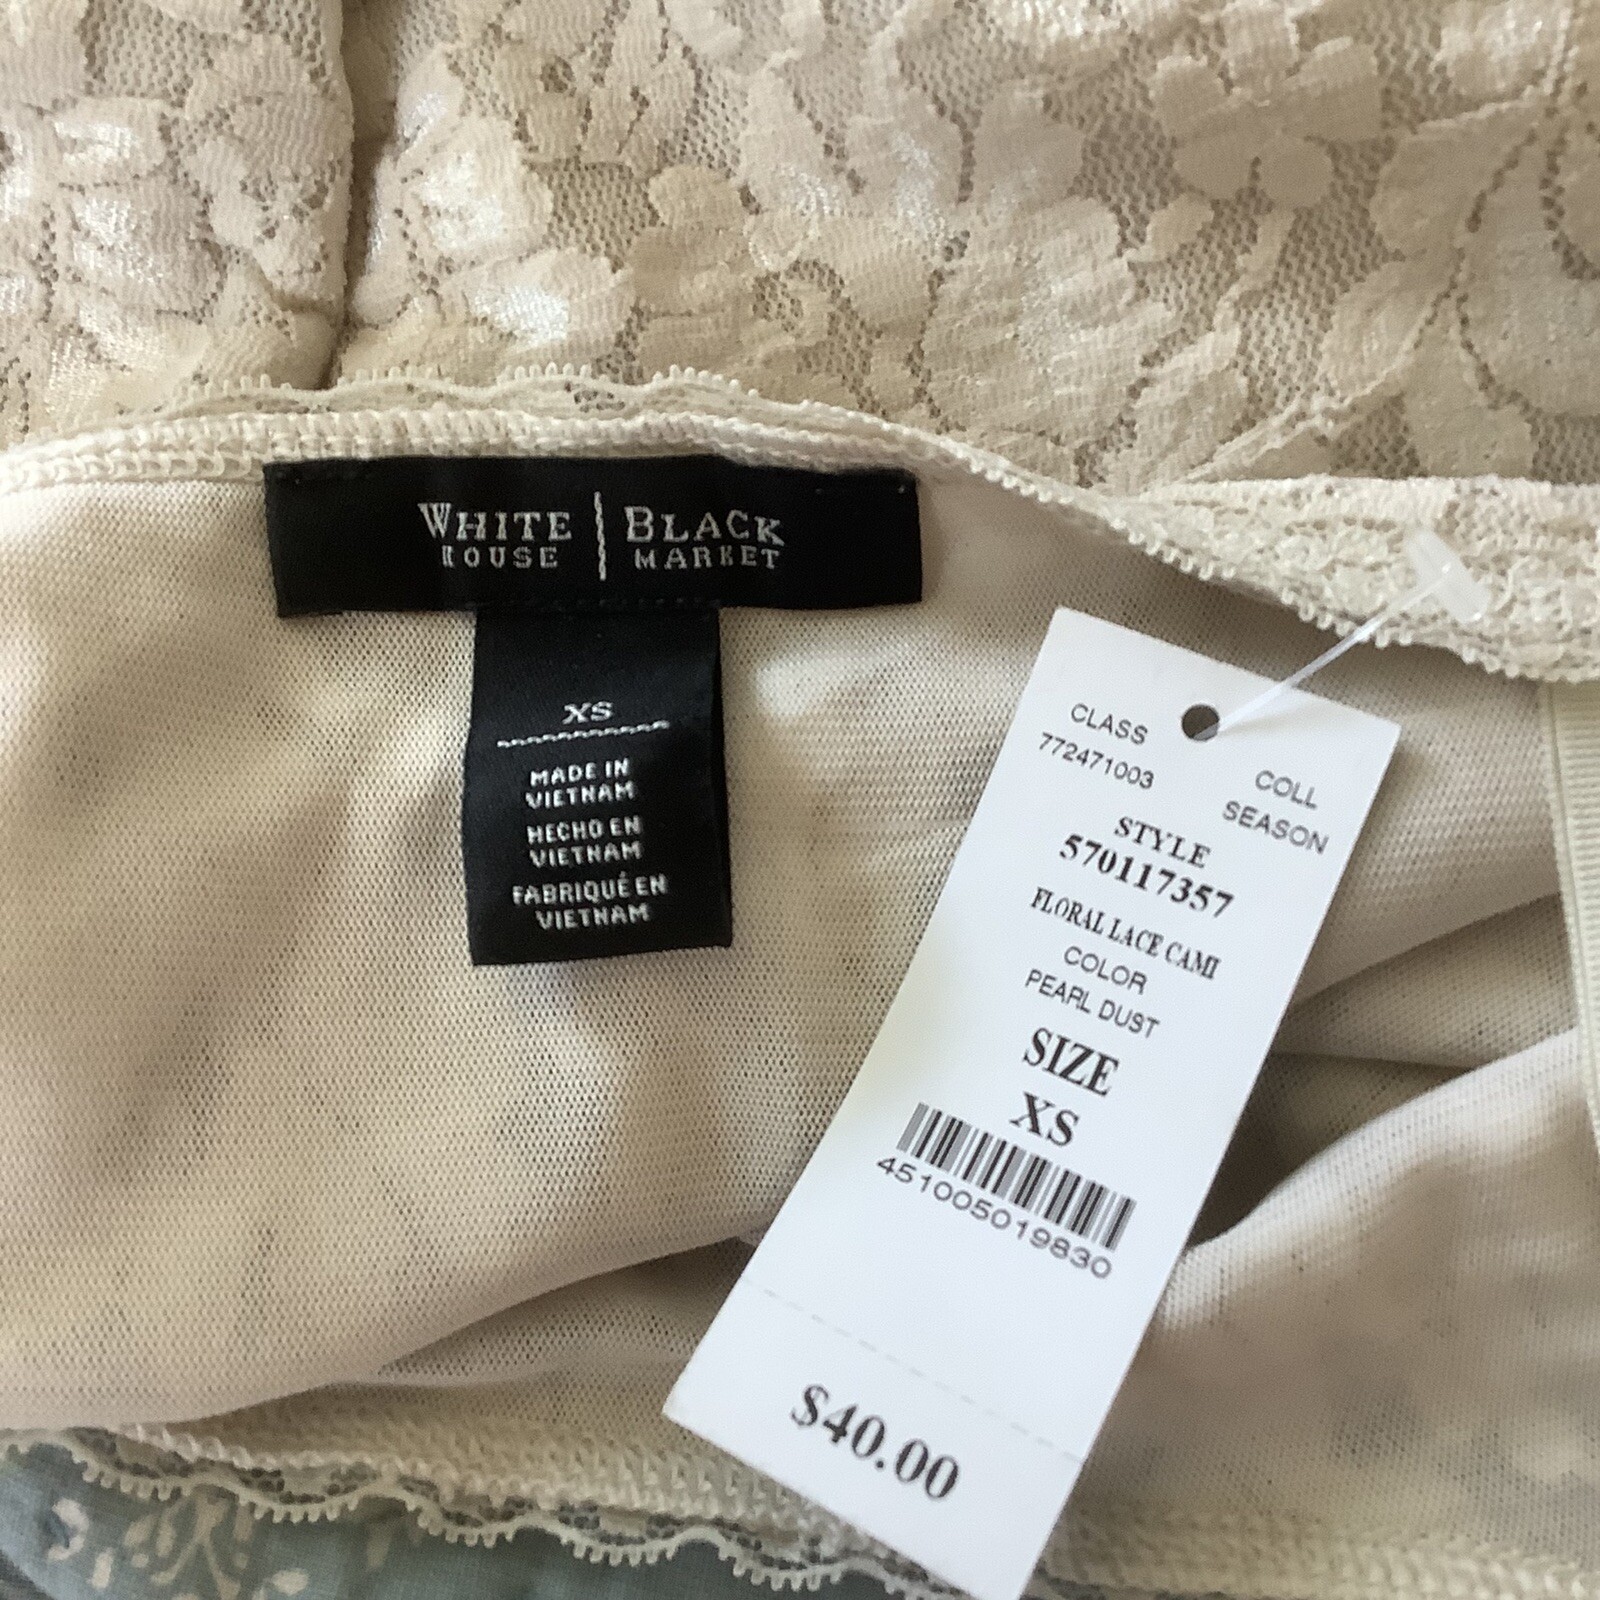 WHITE | BLACK
HOUSE | MARKET
XS
MADE IN
VIETNAM
HECHO EN
VIETNAM
FABRIQUÉ EN
VIETNAM
CLASS
772471003
COLL
SEASON
STYLE
570117357
FLORAL LACE CAMI
COLOR
PEARL DUST
SIZE
XS
451005019830
$40.00